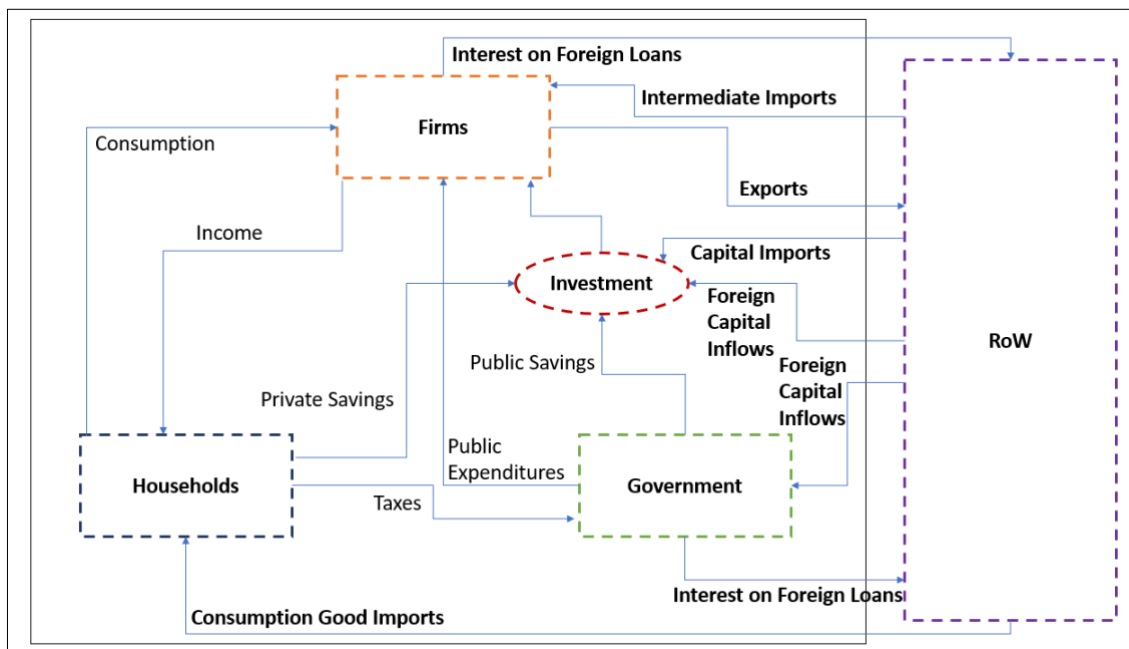 Interest on Foreign Loans
Intermediate Imports
Firms
Consumption
Exports
Income
Capital Imports
Investment
Foreign
Capital
Inflows
RoW
Public Savings
Foreign
Capital
Inflows
Private Savings
Public
Expenditures
Households
Government
Taxes
Interest on Foreign Loans
Consumption Good Imports